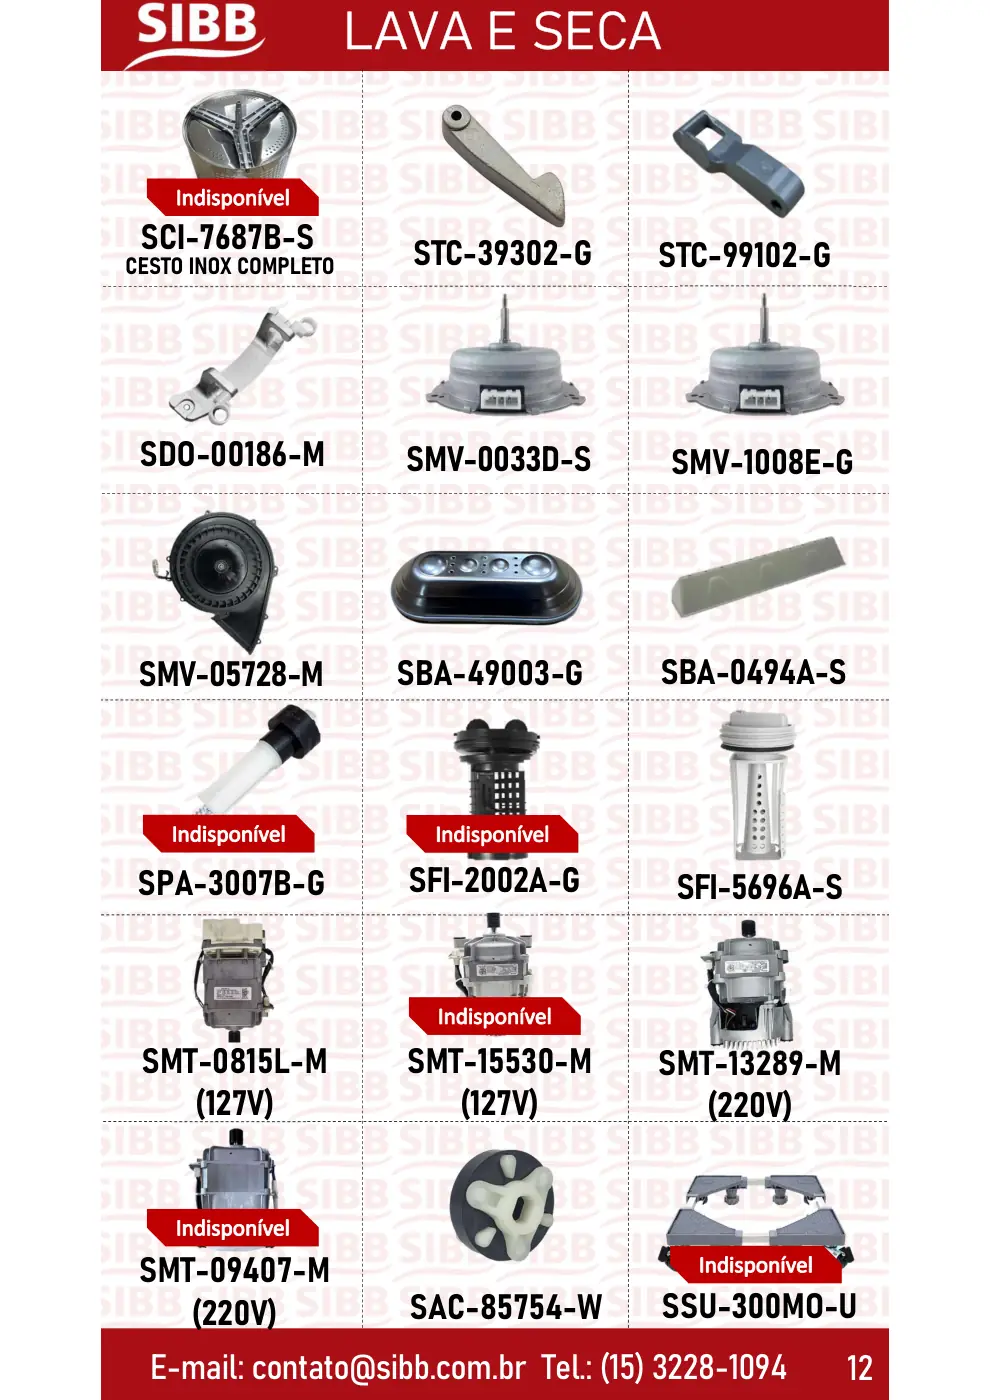 SIBB
LAVA E SECA
Indisponível
SCI-7687B-S
CESTO INOX COMPLETO
STC-39302-G
STC-99102-G
SDO-00186-M
SMV-0033D-S
SMV-1008E-G
SMV-05728-M
SBA-49003-G
SBA-0494A-S
Indisponível
SPA-3007B-G
Indisponível
SFI-2002A-G
SFI-5696A-S
SMT-0815L-M
(127V)
Indisponível
SMT-15530-M
(127V)
SMT-13289-M
(220V)
Indisponível
SMT-09407-M
(220V)
SAC-85754-W
Indisponível
SSU-300MO-U
E-mail: contato@sibb.com.br Tel.: (15) 3228-1094
12